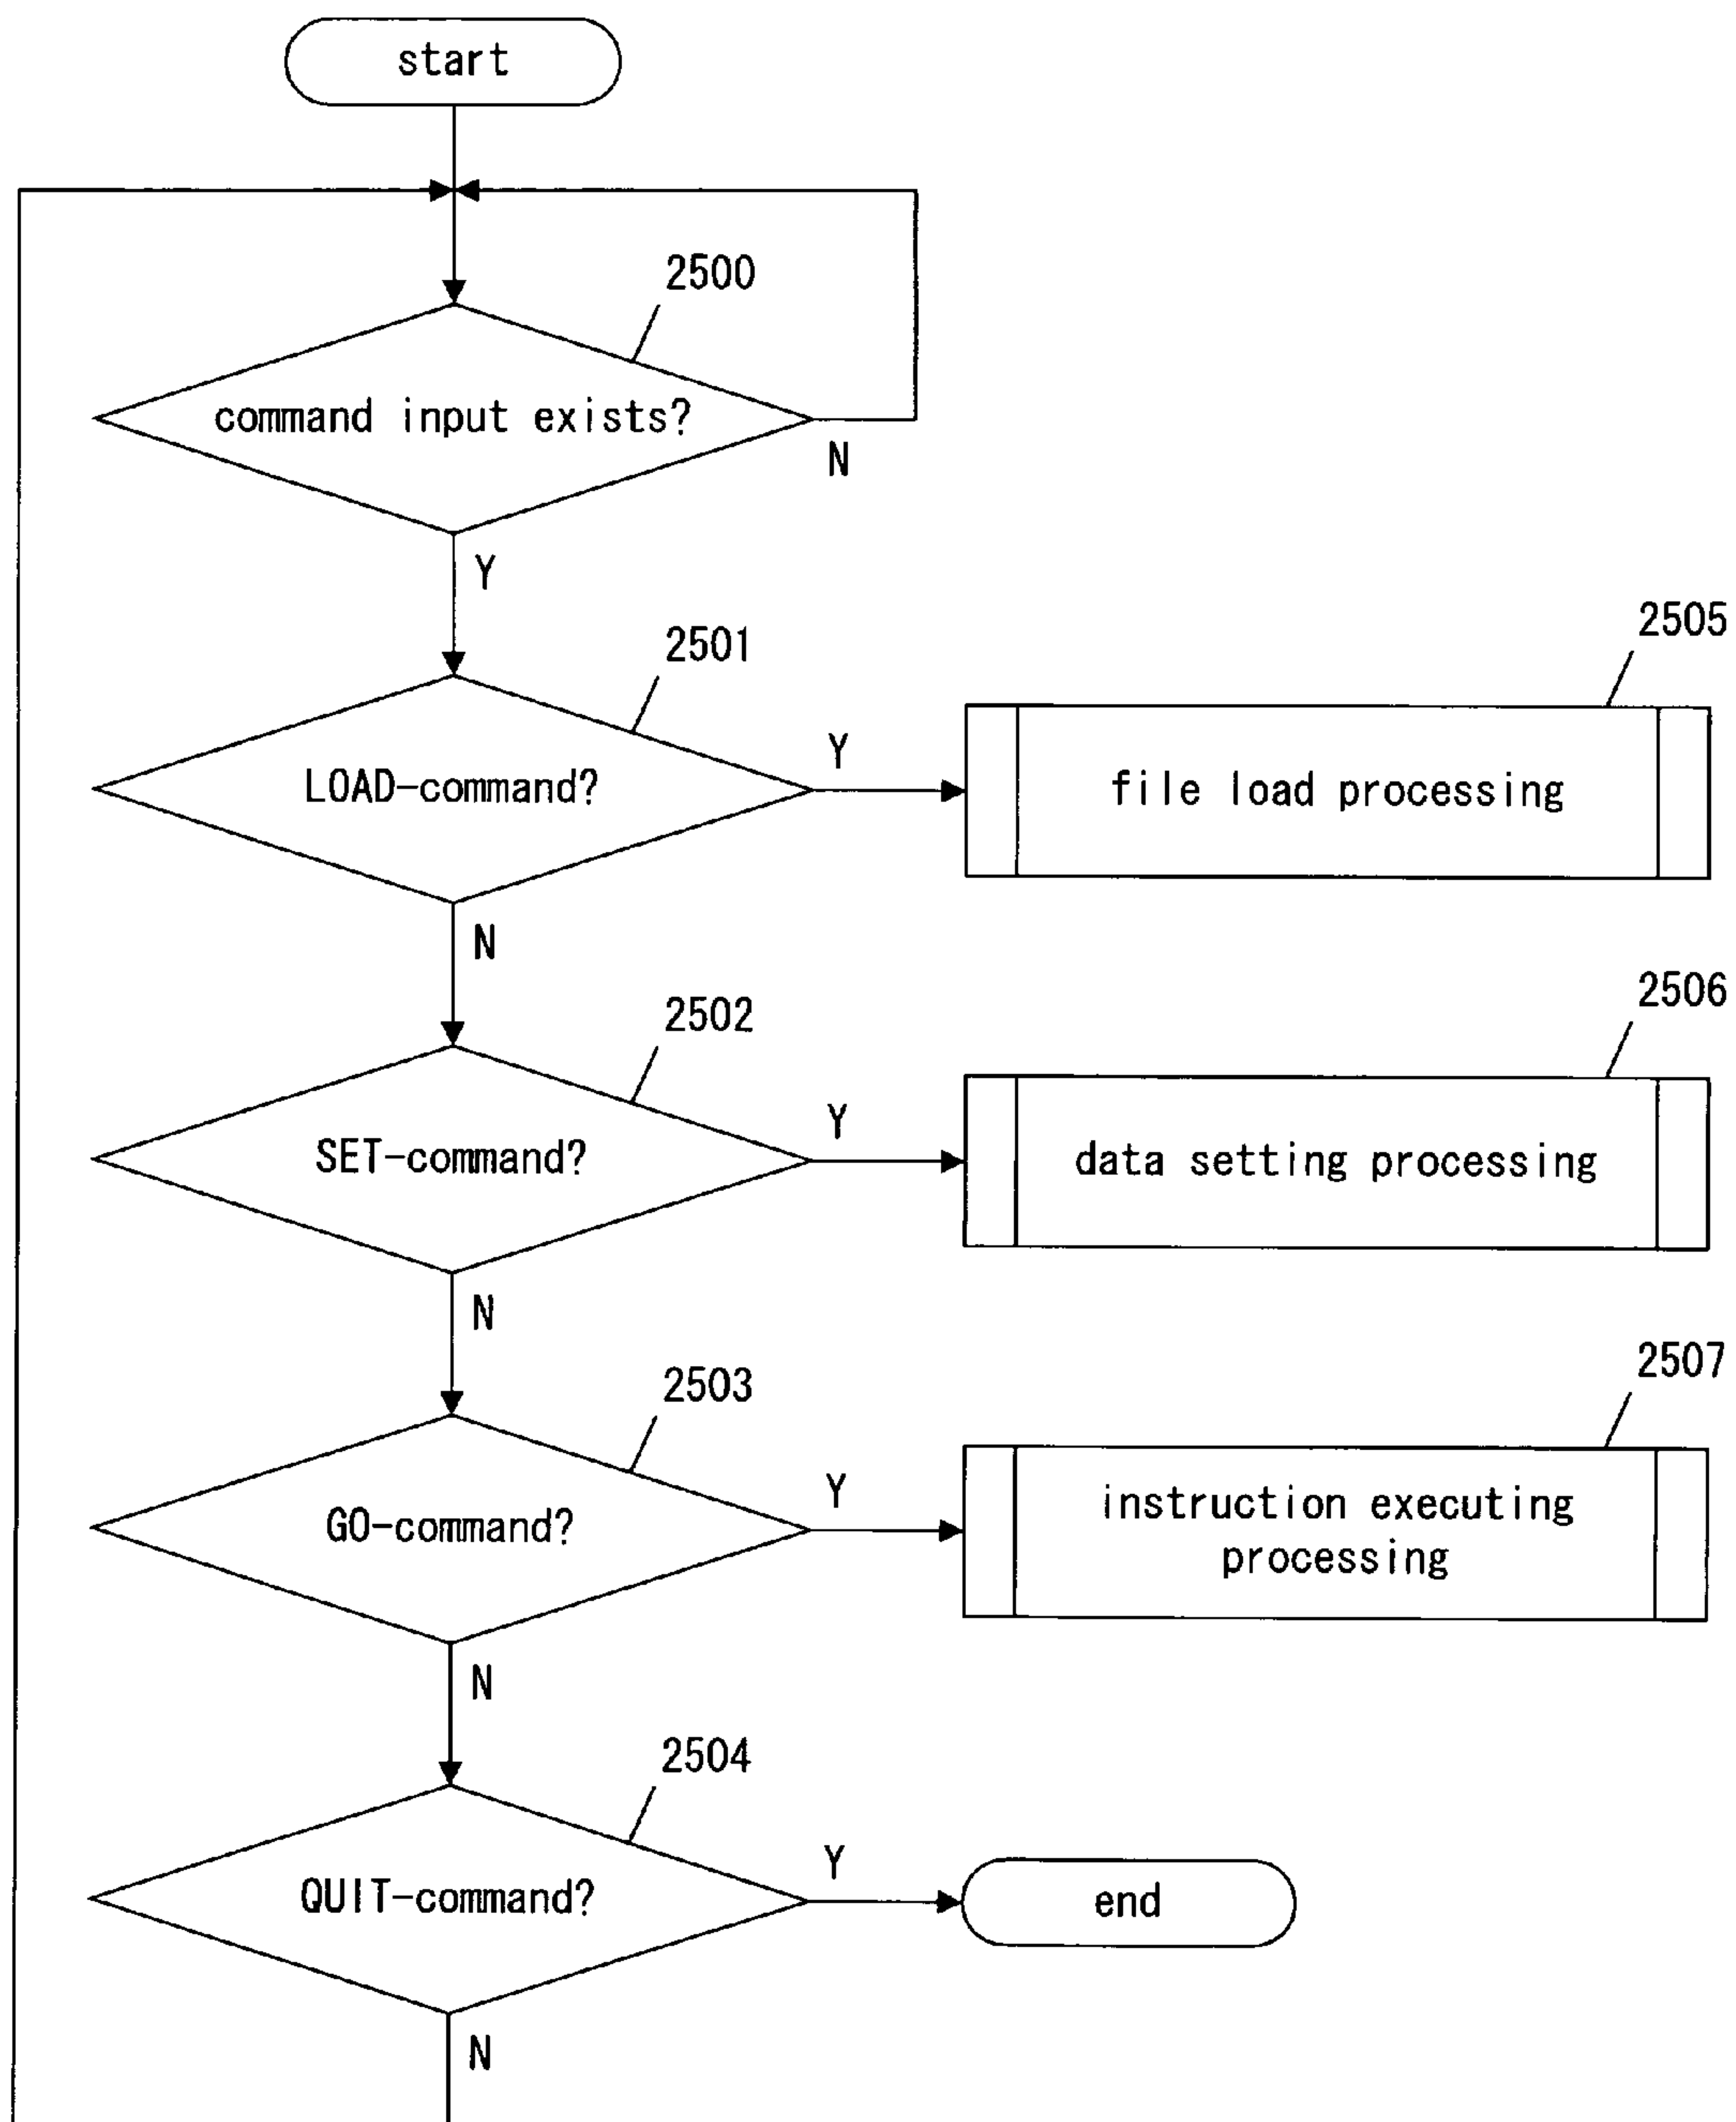 start
2500
command input exists?
N
Y
2501
2505
LOAD-command?
Y
file load processing
N
2502
2506
SET-command?
Y
data setting processing
N
2503
2507
GO-command?
Y
instruction executing
processing
N
2504
QUIT-command?
Y
end
N